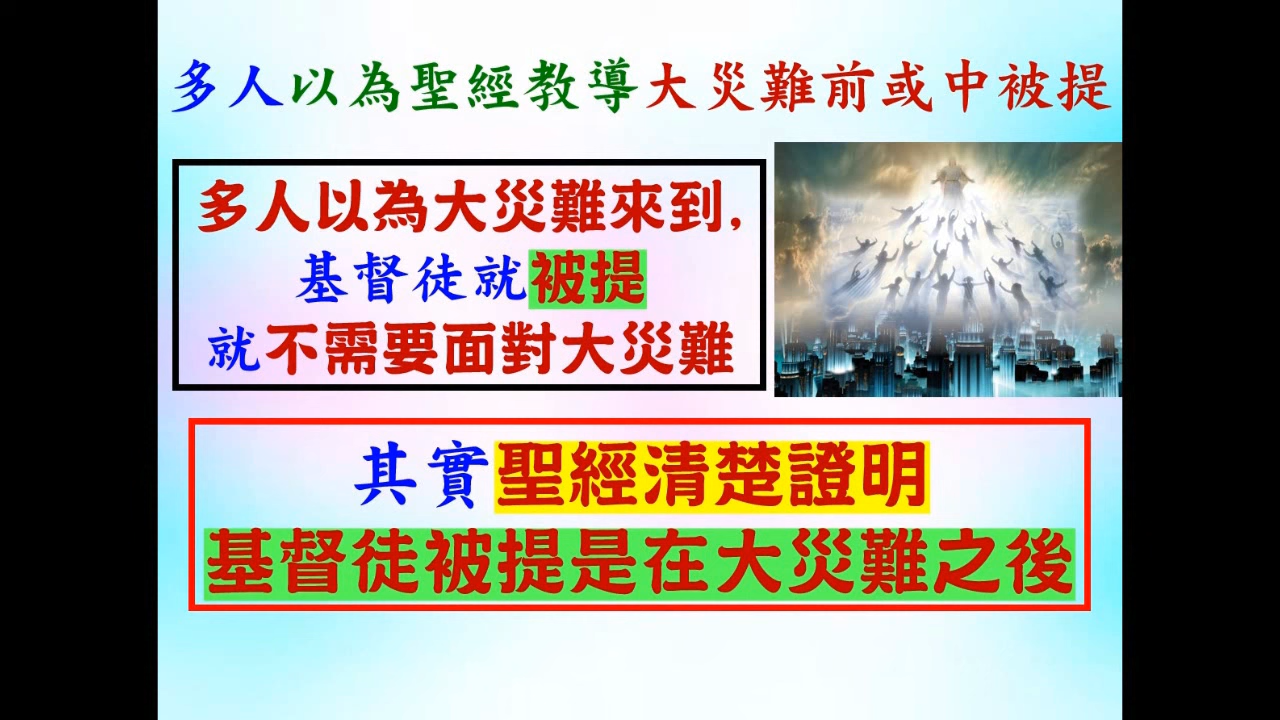 多人以為聖經教導大災難前或中被提
多人以為大災難來到,
基督徒就被提
就不需要面對大災難
其實聖經清楚證明
基督徒被提是在大災難之後